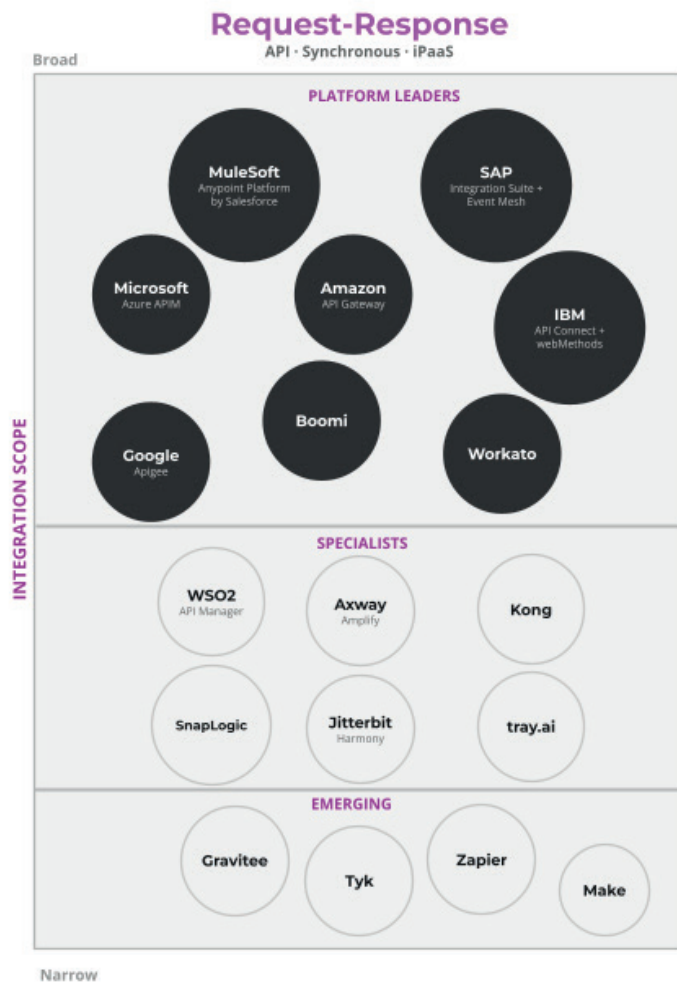 Request-Response
API · Synchronous · iPaaS
Broad
PLATFORM LEADERS
MuleSoft
Anypoint Platform
by Salesforce
SAP
Integration Suite +
Event Mesh
Microsoft
Azure APIM
Amazon
API Gateway
IBM
API Connect +
webMethods
Boomi
Google
Apigee
Workato
INTEGRATION SCOPE
SPECIALISTS
WSO2
API Manager
Axway
Amplify
Kong
SnapLogic
Jitterbit
Harmony
tray.ai
EMERGING
Gravitee
Tyk
Zapier
Make
Narrow